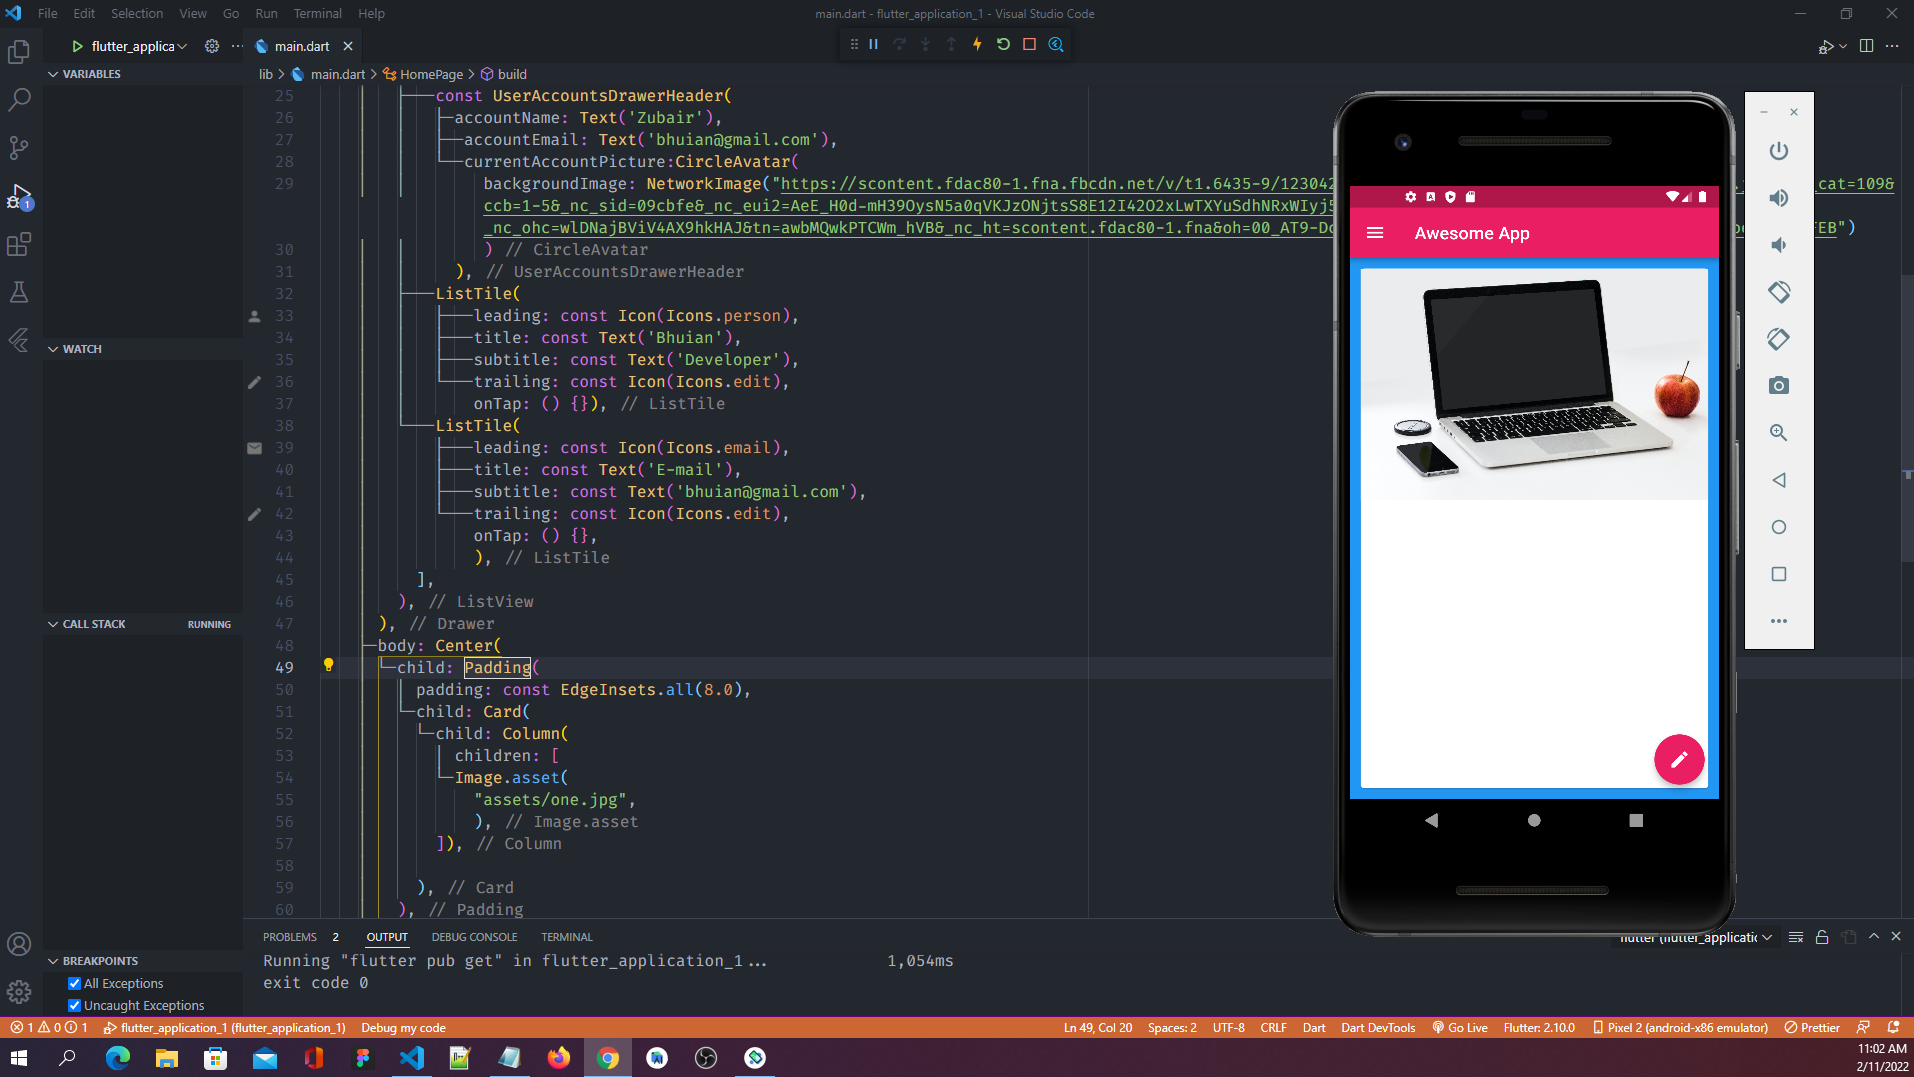 File Edit Selection View Go Run Terminal Help
main.dart - flutter_application_1 - Visual Studio Code
flutter_applica
main.dart
VARIABLES
lib > main.dart > HomePage > build
25 const UserAccountsDrawerHeader(
26 accountName: Text('Zubair'),
27 accountEmail: Text('bhuian@gmail.com'),
28 currentAccountPicture:CircleAvatar(
29 backgroundImage: NetworkImage("https://scontent.fdac80-1.fna.fbcdn.net/v/t1.6435-9/123042 _cat=109&
ccb=1-5&_nc_sid=09cbfe&_nc_eui2=AeE_H0d-mH39OysN5a0qVKJzONjtsS8E12I42O2xLwTXYuSdhNRxWIyj5
_nc_ohc=wlDNajBViV4AX9hkHAJ&tn=awbMQwkPTCWm_hVB&_nc_ht=scontent.fdac80-1.fna&oh=00_AT9-Dc FEB")
30 ) // CircleAvatar
31 ), // UserAccountsDrawerHeader
32 ListTile(
33 leading: const Icon(Icons.person),
34 title: const Text('Bhuian'),
35 subtitle: const Text('Developer'),
36 trailing: const Icon(Icons.edit),
37 onTap: () {}), // ListTile
38 ListTile(
39 leading: const Icon(Icons.email),
40 title: const Text('E-mail'),
41 subtitle: const Text('bhuian@gmail.com'),
42 trailing: const Icon(Icons.edit),
43 onTap: () {},
44 ), // ListTile
45 ],
46 ), // ListView
47 ), // Drawer
48 body: Center(
49 child: Padding(
50 padding: const EdgeInsets.all(8.0),
51 child: Card(
52 child: Column(
53 children: [
54 Image.asset(
55 "assets/one.jpg",
56 ), // Image.asset
57 ]), // Column
58
59 ), // Card
60 ), // Padding
WATCH
CALL STACK RUNNING
BREAKPOINTS
All Exceptions
Uncaught Exceptions
1
Awesome App
PROBLEMS 2 OUTPUT DEBUG CONSOLE TERMINAL
flutter (flutter_applicatic
Running "flutter pub get" in flutter_application_1... 1,054ms
exit code 0
1 0 1 flutter_application_1 (flutter_application_1) Debug my code
Ln 49, Col 20 Spaces: 2 UTF-8 CRLF Dart Dart DevTools Go Live Flutter: 2.10.0 Pixel 2 (android-x86 emulator) Prettier
11:02 AM
2/11/2022